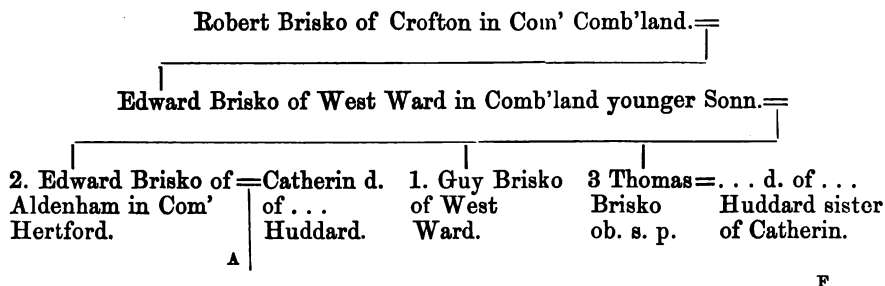 Robert Brisko of Crofton in Com' Comb'land.=
Edward Brisko of West Ward in Comb'land younger Sonn.=
2. Edward Brisko of=Catherin d. 1. Guy Brisko 3 Thomas=. . . d. of . . .
Aldenham in Com' of . . . of West Brisko Huddard sister
Hertford. Huddard. Ward. ob. s. p. of Catherin.
A
F